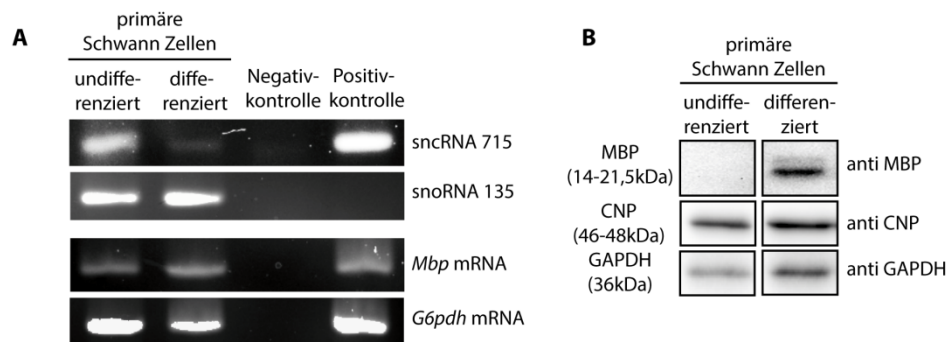 A
primäre
Schwann Zellen
undiffe-
renziert
diffe-
renziert
Negativ-
kontrolle
Positiv-
kontrolle
sncRNA 715
snoRNA 135
Mbp mRNA
G6pdh mRNA
B
primäre
Schwann Zellen
undiffe-
renziert
differen-
ziert
MBP
(14-21,5kDa)
anti MBP
CNP
(46-48kDa)
anti CNP
GAPDH
(36kDa)
anti GAPDH